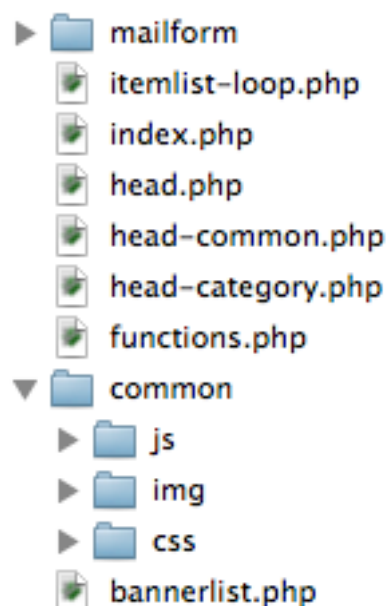 mailform
itemlist-loop.php
index.php
head.php
head-common.php
head-category.php
functions.php
common
js
img
css
bannerlist.php